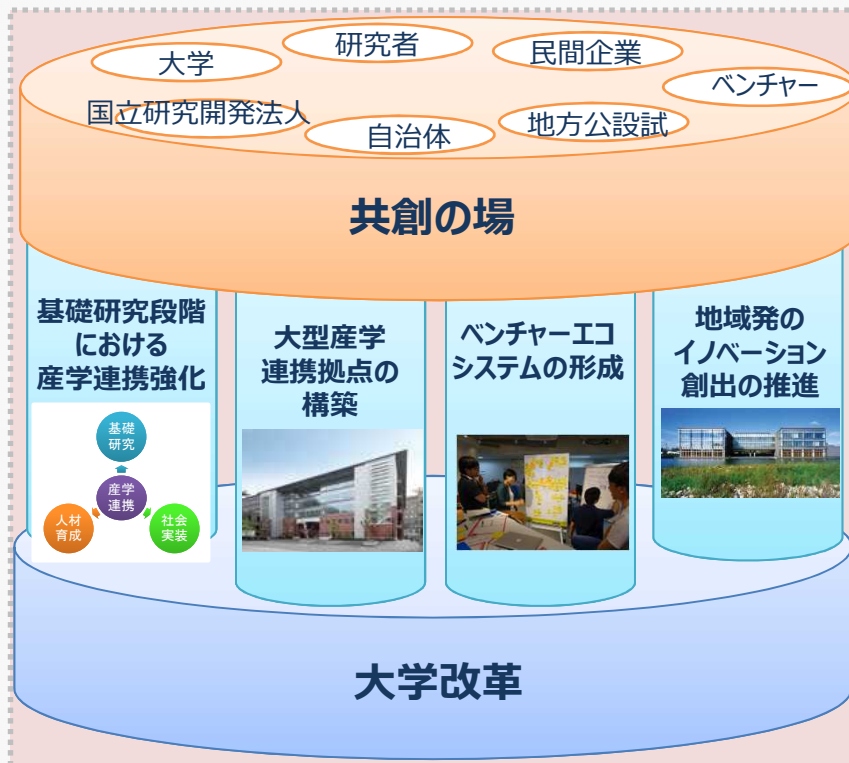 大学
研究者
民間企業
ベンチャー
国立研究開発法人
自治体
地方公設試
共創の場
基礎研究段階
における
産学連携強化
大型産学
連携拠点の
構築
ベンチャーエコ
システムの形成
地域発の
イノベーション
創出の推進
基礎
研究
産学
連携
人材
育成
社会
実装
大学改革